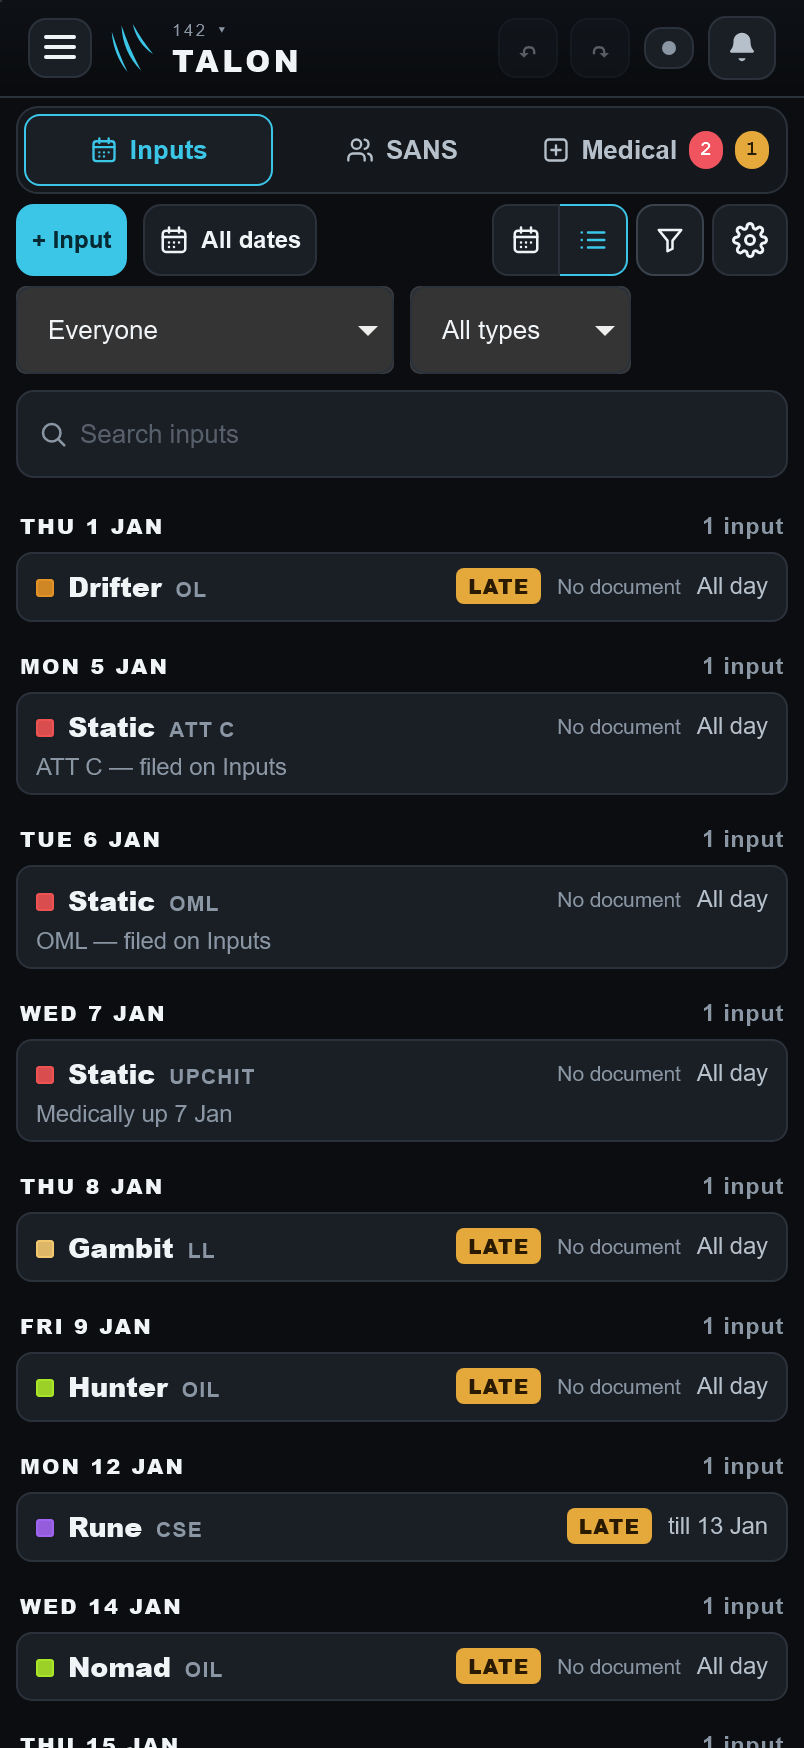 142 ▾
TALON
Inputs
SANS
Medical 2 1
+ Input
All dates
Everyone
All types
Search inputs
THU 1 JAN 1 input
Drifter OL LATE No document All day
MON 5 JAN 1 input
Static ATT C No document All day
ATT C — filed on Inputs
TUE 6 JAN 1 input
Static OML No document All day
OML — filed on Inputs
WED 7 JAN 1 input
Static UPCHIT No document All day
Medically up 7 Jan
THU 8 JAN 1 input
Gambit LL LATE No document All day
FRI 9 JAN 1 input
Hunter OIL LATE No document All day
MON 12 JAN 1 input
Rune CSE LATE till 13 Jan
WED 14 JAN 1 input
Nomad OIL LATE No document All day
THU 15 JAN 1 input